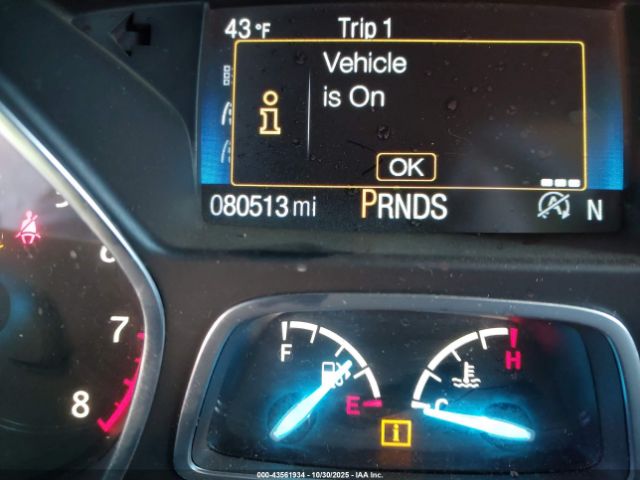 43°F Trip 1
Vehicle
is On
i
OK
080513 mi PRNDS N
6
7
8
F E
C H
i
000-43561934 - 10/30/2025 - IAA Inc.